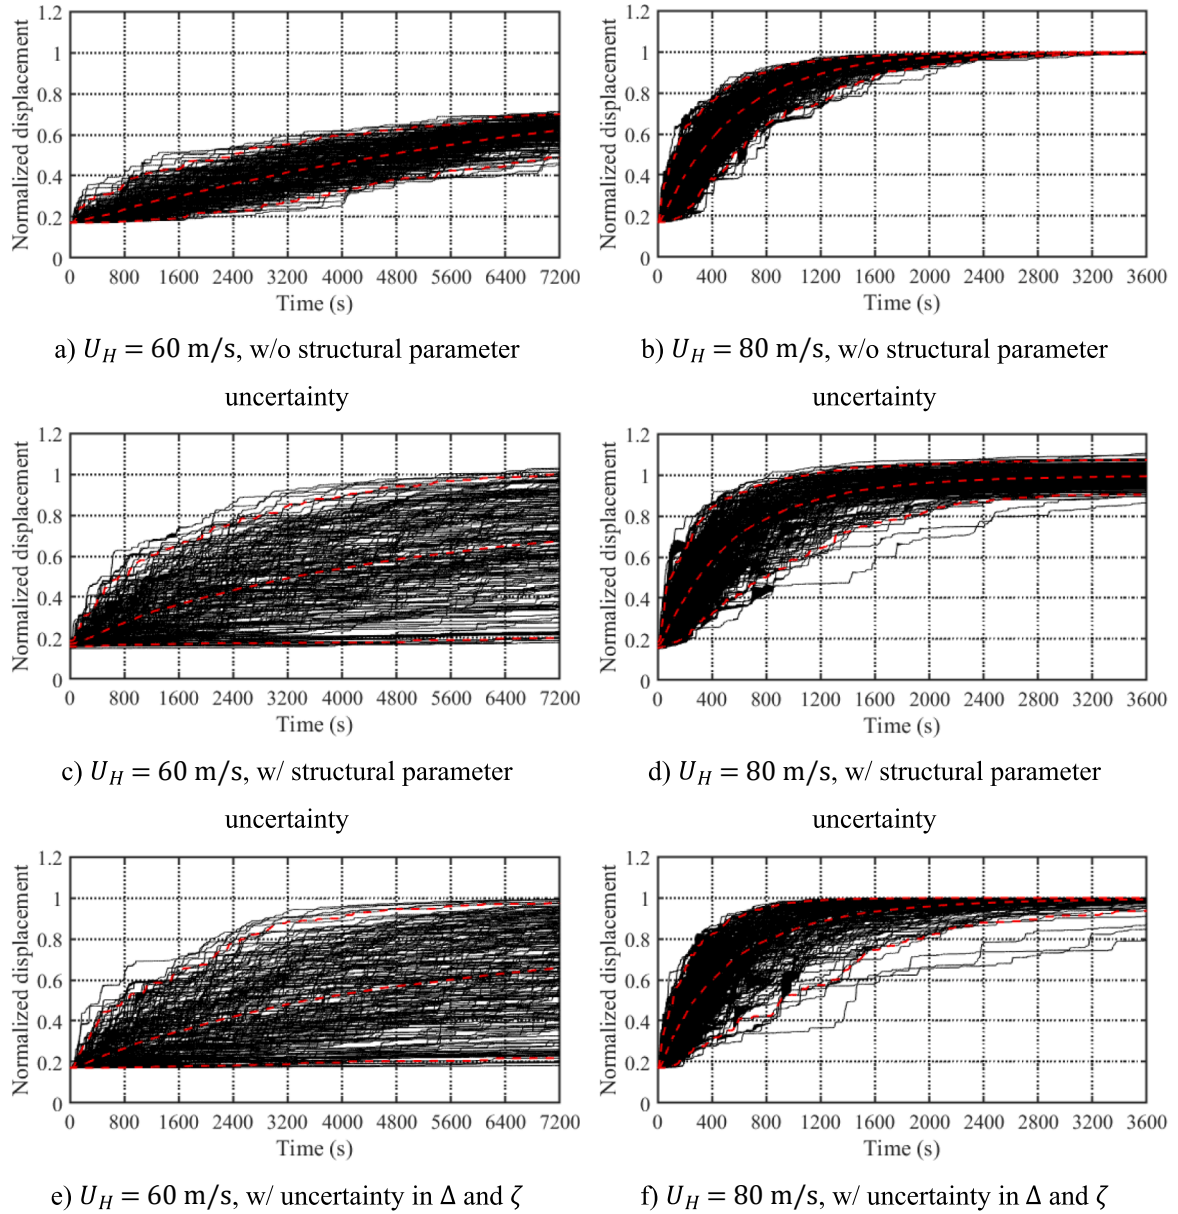 1.2
1
0.8
0.6
0.4
0.2
0
Normalized displacement
0 800 1600 2400 3200 4000 4800 5600 6400 7200
Time (s)
1.2
1
0.8
0.6
0.4
0.2
0
Normalized displacement
0 400 800 1200 1600 2000 2400 2800 3200 3600
Time (s)
a) U_H = 60 m/s, w/o structural parameter
uncertainty
b) U_H = 80 m/s, w/o structural parameter
uncertainty
1.2
1
0.8
0.6
0.4
0.2
0
Normalized displacement
0 800 1600 2400 3200 4000 4800 5600 6400 7200
Time (s)
1.2
1
0.8
0.6
0.4
0.2
0
Normalized displacement
0 400 800 1200 1600 2000 2400 2800 3200 3600
Time (s)
c) U_H = 60 m/s, w/ structural parameter
uncertainty
d) U_H = 80 m/s, w/ structural parameter
uncertainty
1.2
1
0.8
0.6
0.4
0.2
0
Normalized displacement
0 800 1600 2400 3200 4000 4800 5600 6400 7200
Time (s)
1.2
1
0.8
0.6
0.4
0.2
0
Normalized displacement
0 400 800 1200 1600 2000 2400 2800 3200 3600
Time (s)
e) U_H = 60 m/s, w/ uncertainty in Δ and ζ
f) U_H = 80 m/s, w/ uncertainty in Δ and ζ